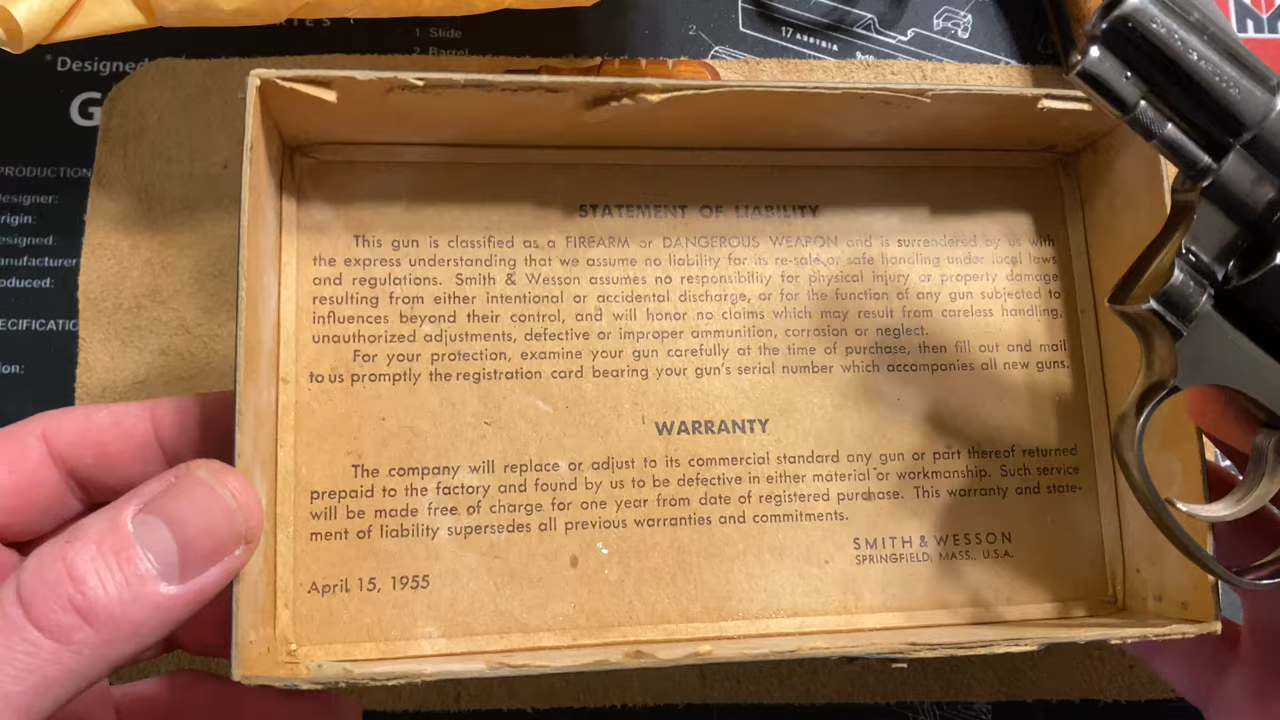 1 Slide
2 Barrel
2
17 AUSTRIA
* Designed
G
PRODUCTION
Designer:
rigin:
esigned:
anufacturer
oduced:
ECIFICATIO
ion:
STATEMENT OF LIABILITY
This gun is classified as a FIREARM or DANGEROUS WEAPON and is surrendered by us with
the express understanding that we assume no liability for its re-sale or safe handling under local laws
and regulations. Smith & Wesson assumes no responsibility for physical injury or property damage
resulting from either intentional or accidental discharge, or for the function of any gun subjected to
influences beyond their control, and will honor no claims which may result from careless handling,
unauthorized adjustments, defective or improper ammunition, corrosion or neglect.
For your protection, examine your gun carefully at the time of purchase, then fill out and mail
to us promptly the registration card bearing your gun's serial number which accompanies all new guns.
WARRANTY
The company will replace or adjust to its commercial standard any gun or part thereof returned
prepaid to the factory and found by us to be defective in either material or workmanship. Such service
will be made free of charge for one year from date of registered purchase. This warranty and state-
ment of liability supersedes all previous warranties and commitments.
SMITH & WESSON
SPRINGFIELD, MASS., U.S.A.
April 15, 1955